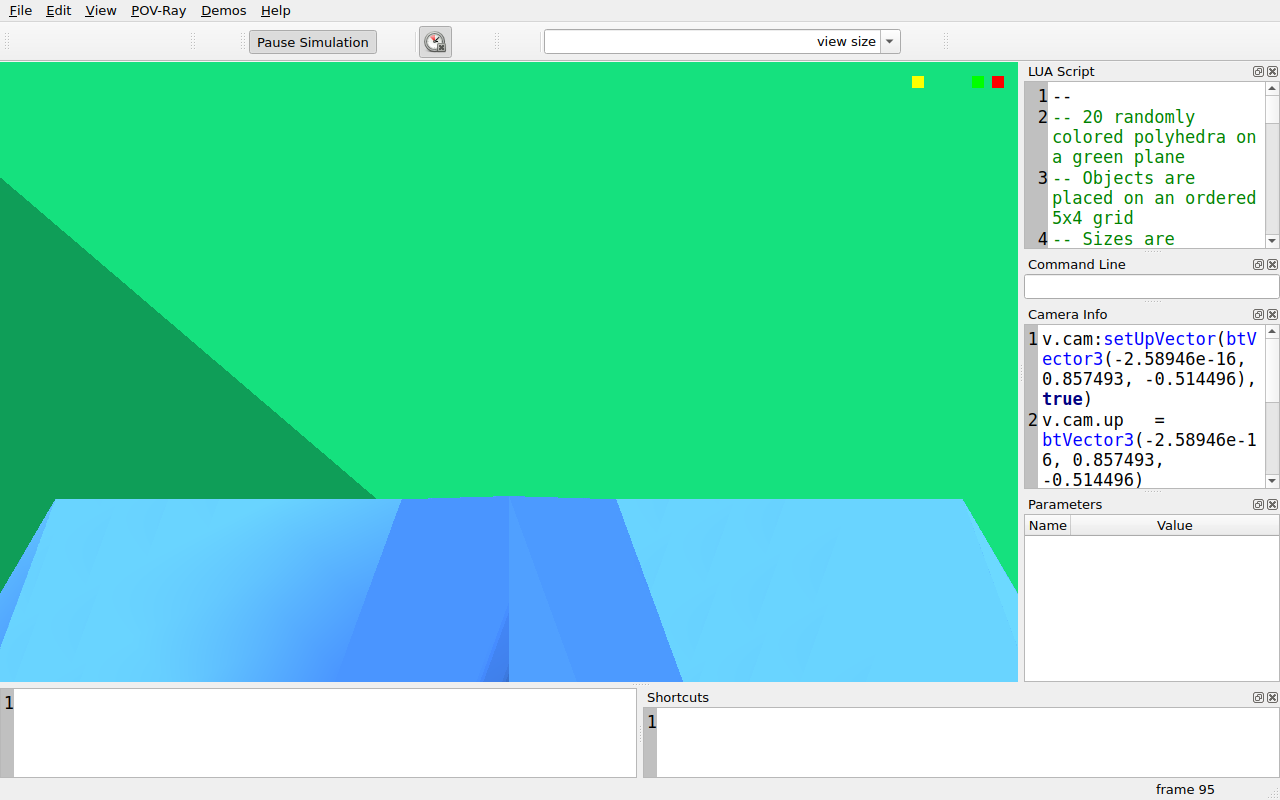 File Edit View POV-Ray Demos Help
Pause Simulation view size
LUA Script
1 --
2 -- 20 randomly
colored polyhedra on
a green plane
3 -- Objects are
placed on an ordered
5x4 grid
4 -- Sizes are
Command Line
Camera Info
1 v.cam:setUpVector(btV
ector3(-2.58946e-16,
0.857493, -0.514496),
true)
2 v.cam.up   =
btVector3(-2.58946e-1
6, 0.857493,
-0.514496)
Parameters
Name Value
1
Shortcuts
1
frame 95